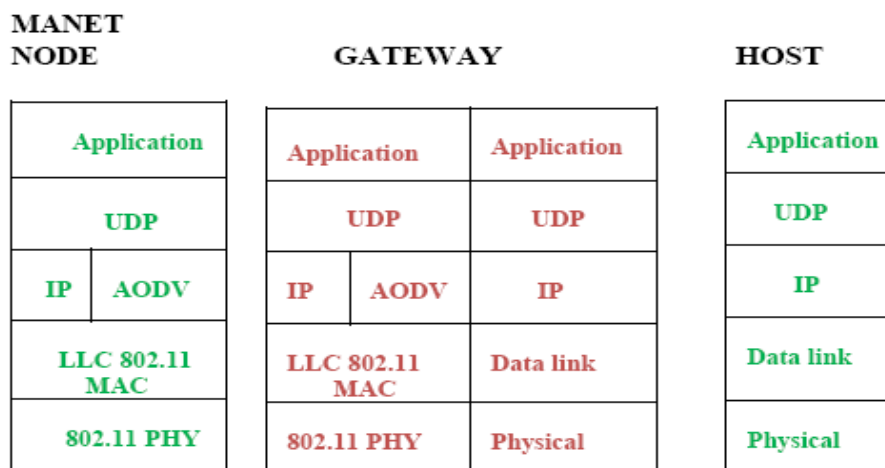 MANET
NODE
GATEWAY
HOST
Application
UDP
IP
AODV
LLC 802.11
MAC
802.11 PHY
Application
UDP
IP
AODV
LLC 802.11
MAC
802.11 PHY
Application
UDP
IP
Data link
Physical
Application
UDP
IP
Data link
Physical